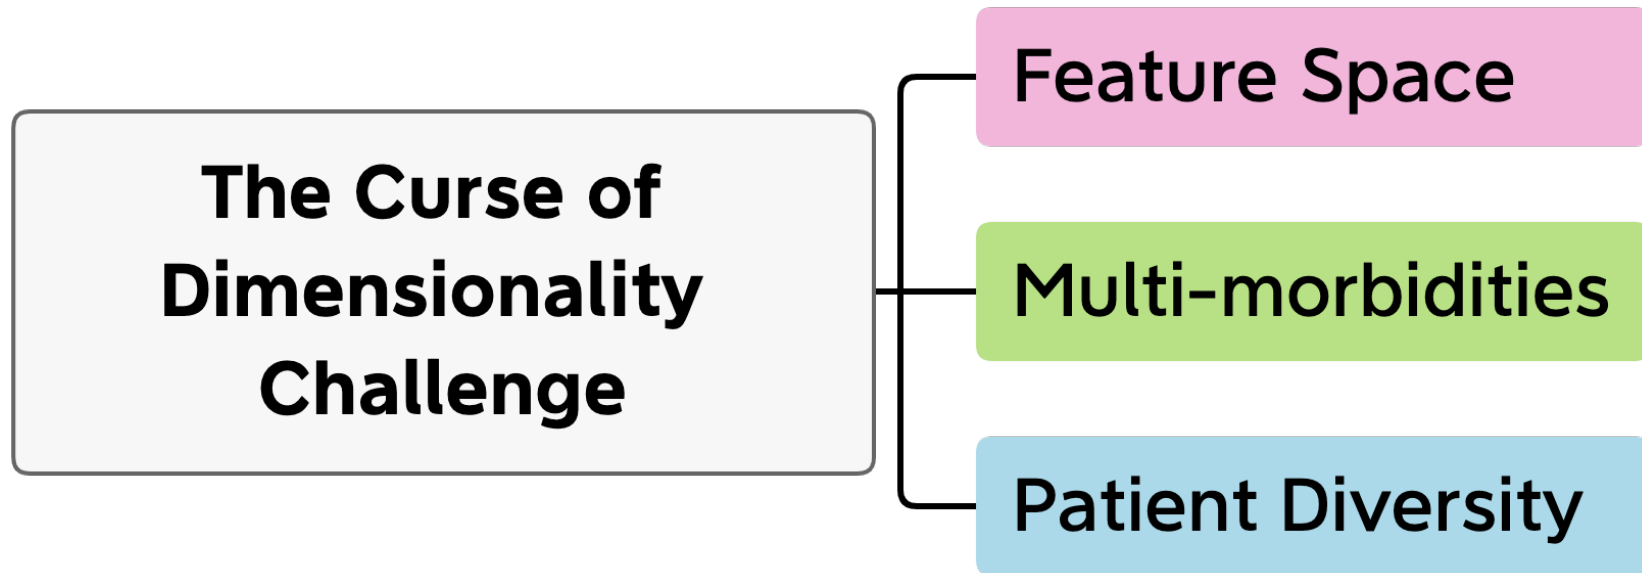 The Curse of
Dimensionality
Challenge
Feature Space
Multi-morbidities
Patient Diversity